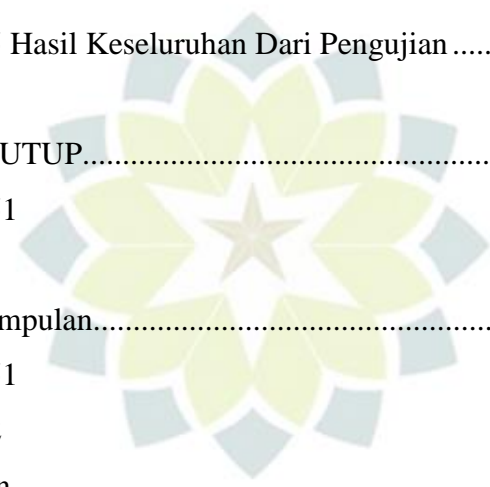 Hasil Keseluruhan Dari Pengujian .....
UTUP..................................................
1
mpulan.................................................
1